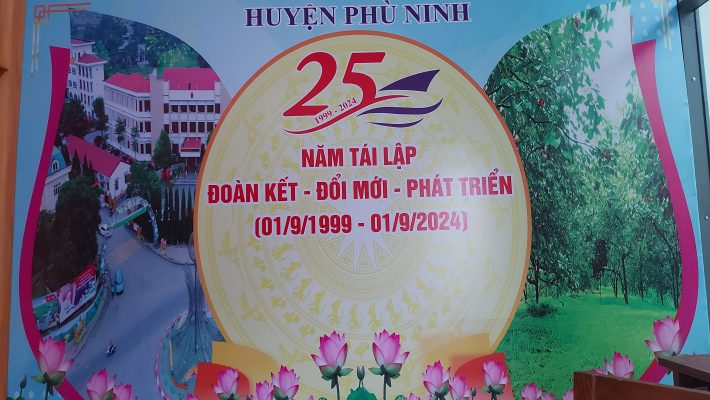 HUYỆN PHÙ NINH
25
1999 - 2024
NĂM TÁI LẬP
ĐOÀN KẾT - ĐỔI MỚI - PHÁT TRIỂN
(01/9/1999 - 01/9/2024)